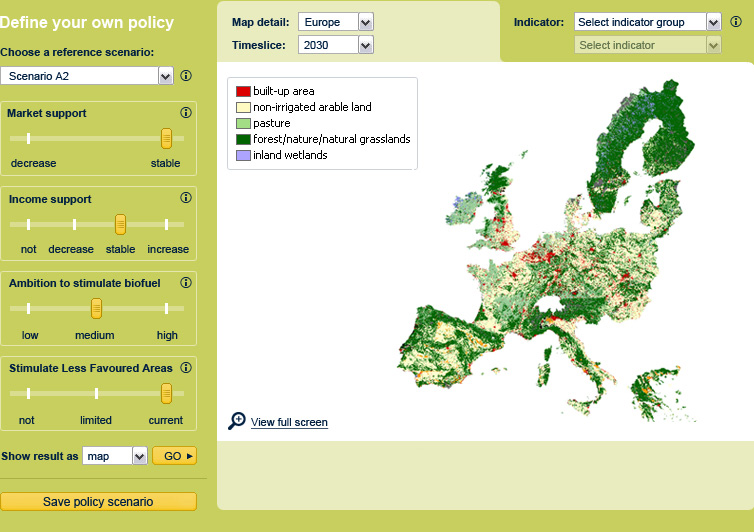 Define your own policy
Choose a reference scenario:
Scenario A2
Market support
decrease stable
Income support
not decrease stable increase
Ambition to stimulate biofuel
low medium high
Stimulate Less Favoured Areas
not limited current
Show result as map GO
Save policy scenario
Map detail: Europe
Timeslice: 2030
Indicator: Select indicator group
Select indicator
built-up area
non-irrigated arable land
pasture
forest/nature/natural grasslands
inland wetlands
View full screen